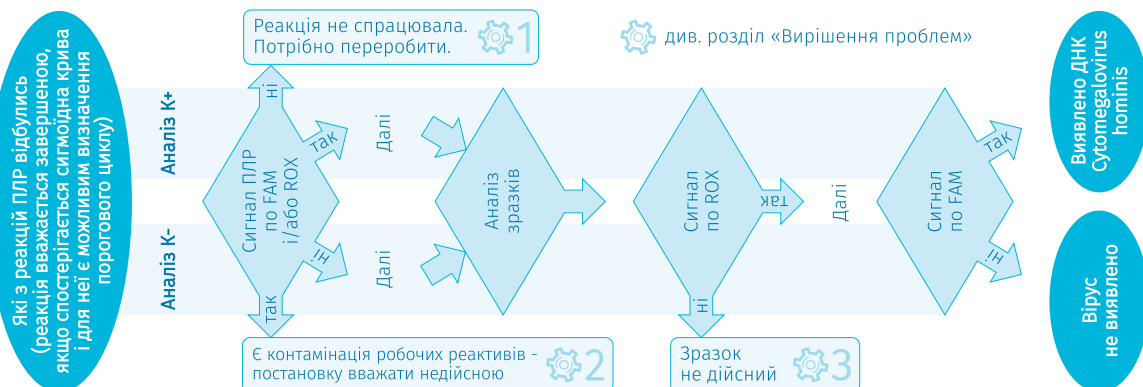 Які з реакцій ПЛР відбулись
(реакція вважається завершеною,
якщо спостерігається сигмоїдна крива
і для неї є можливим визначення
порогового циклу)
Аналіз К+
Аналіз К-
Реакція не спрацювала.
Потрібно переробити.
1
див. розділ «Вирішення проблем»
ні
так
Сигнал ПЛР
по FAM
і/або ROX
ні
так
Далі
Далі
Є контамінація робочих реактивів -
постановку вважати недійсною
2
Аналіз
зразків
Сигнал
по ROX
так
ні
Зразок
не дійсний
3
Далі
Сигнал
по FAM
так
ні
Виявлено ДНК
Cytomegalovirus
hominis
Вірус
не виявлено